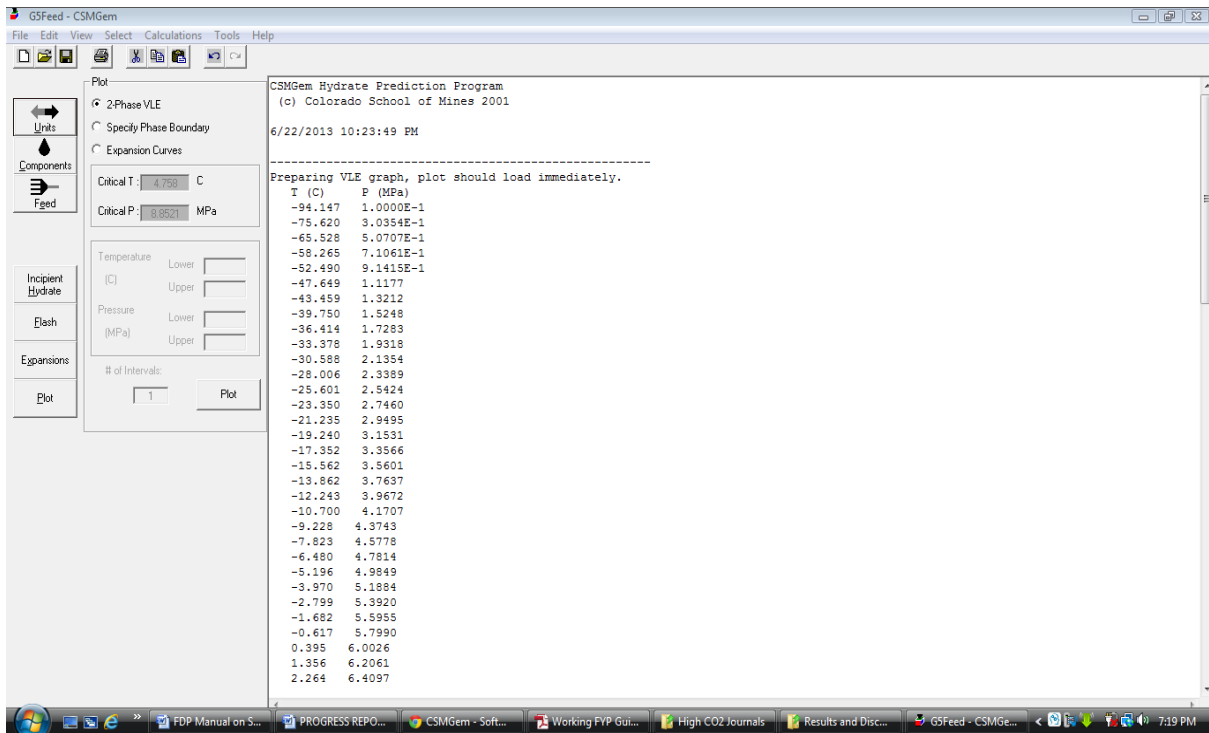 G5Feed - CSMGem
File Edit View Select Calculations Tools Help
Units
Components
Feed
Incipient
Hydrate
Flash
Expansions
Plot
Plot
2-Phase VLE
Specify Phase Boundary
Expansion Curves
Critical T : 4.758 C
Critical P : 8.8521 MPa
Temperature
(C)
Lower
Upper
Pressure
(MPa)
Lower
Upper
# of Intervals:
1
Plot
CSMGem Hydrate Prediction Program
(c) Colorado School of Mines 2001
6/22/2013 10:23:49 PM
------------------------------------------------------
Preparing VLE graph, plot should load immediately.
T (C) P (MPa)
-94.147 1.0000E-1
-75.620 3.0354E-1
-65.528 5.0707E-1
-58.265 7.1061E-1
-52.490 9.1415E-1
-47.649 1.1177
-43.459 1.3212
-39.750 1.5248
-36.414 1.7283
-33.378 1.9318
-30.588 2.1354
-28.006 2.3389
-25.601 2.5424
-23.350 2.7460
-21.235 2.9495
-19.240 3.1531
-17.352 3.3566
-15.562 3.5601
-13.862 3.7637
-12.243 3.9672
-10.700 4.1707
-9.228 4.3743
-7.823 4.5778
-6.480 4.7814
-5.196 4.9849
-3.970 5.1884
-2.799 5.3920
-1.682 5.5955
-0.617 5.7990
0.395 6.0026
1.356 6.2061
2.264 6.4097
FDP Manual on S...
PROGRESS REPO...
CSMGem - Soft...
Working FYP Gui...
High CO2 Journals
Results and Disc...
G5Feed - CSMGe...
7:19 PM